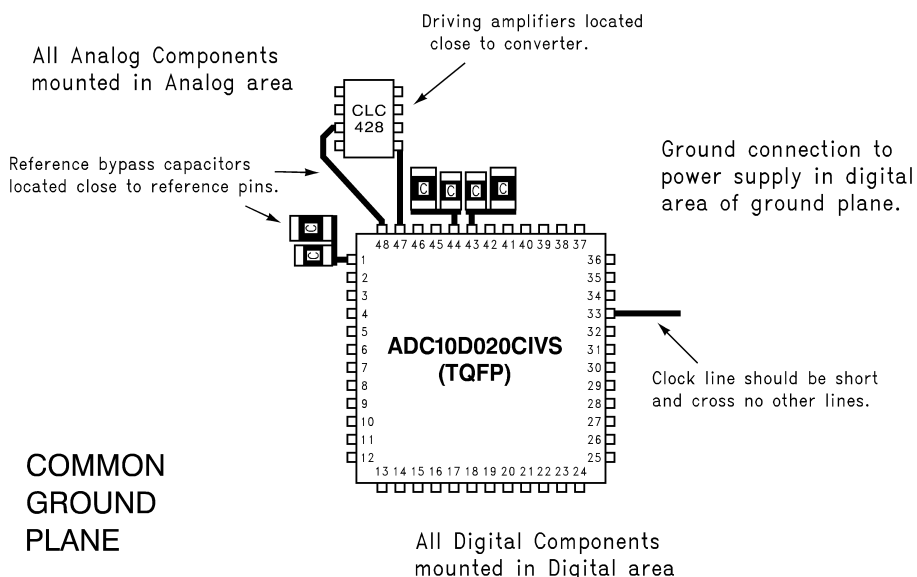 Driving amplifiers located
close to converter.
All Analog Components
mounted in Analog area
CLC
428
Reference bypass capacitors
located close to reference pins.
Ground connection to
power supply in digital
area of ground plane.
C C C C
C
C
48 47 46 45 44 43 42 41 40 39 38 37
1
2
3
4
5
6
7
8
9
10
11
12
36
35
34
33
32
31
30
29
28
27
26
25
ADC10D020CIVS
(TQFP)
Clock line should be short
and cross no other lines.
13 14 15 16 17 18 19 20 21 22 23 24
COMMON
GROUND
PLANE
All Digital Components
mounted in Digital area